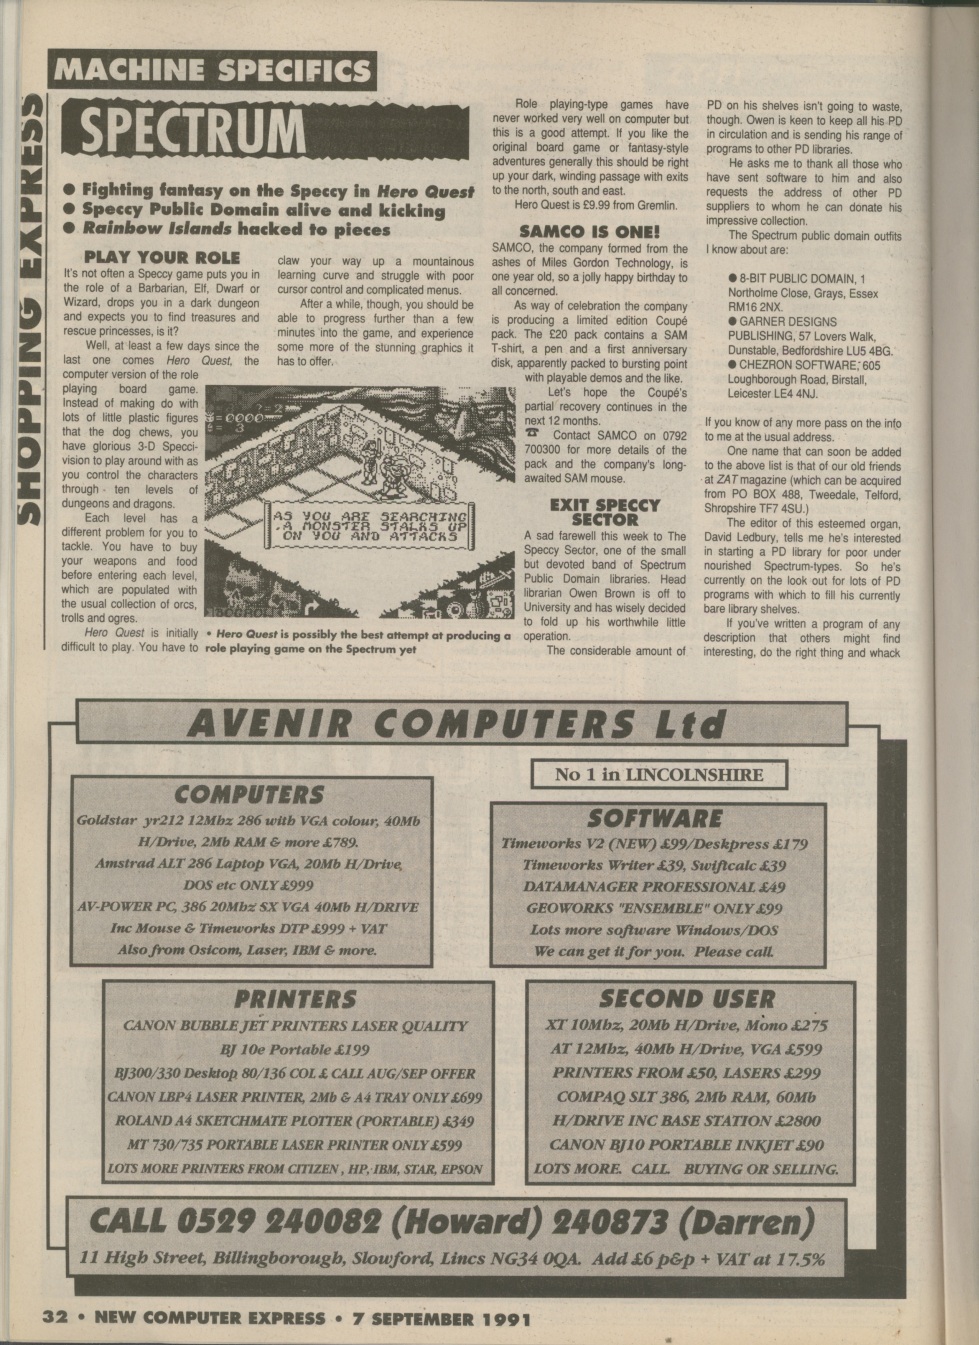 MACHINE SPECIFICS
SHOPPING EXPRESS
SPECTRUM
● Fighting fantasy on the Speccy in Hero Quest
● Speccy Public Domain alive and kicking
● Rainbow Islands hacked to pieces
PLAY YOUR ROLE
It's not often a Speccy game puts you in
the role of a Barbarian, Elf, Dwarf or
Wizard, drops you in a dark dungeon
and expects you to find treasures and
rescue princesses, is it?
Well, at least a few days since the
last one comes Hero Quest, the
computer version of the role
playing board game.
Instead of making do with
lots of little plastic figures
that the dog chews, you
have glorious 3-D Specci-
vision to play around with as
you control the characters
through ten levels of
dungeons and dragons.
Each level has a
different problem for you to
tackle. You have to buy
your weapons and food
before entering each level,
which are populated with
the usual collection of orcs,
trolls and ogres.
Hero Quest is initially
difficult to play. You have to
claw your way up a mountainous
learning curve and struggle with poor
cursor control and complicated menus.
After a while, though, you should be
able to progress further than a few
minutes into the game, and experience
some more of the stunning graphics it
has to offer.
AS YOU ARE SEARCHING
A MONSTER STALKS UP
ON YOU AND ATTACKS
• Hero Quest is possibly the best attempt at producing a
role playing game on the Spectrum yet
Role playing-type games have
never worked very well on computer but
this is a good attempt. If you like the
original board game or fantasy-style
adventures generally this should be right
up your dark, winding passage with exits
to the north, south and east.
Hero Quest is £9.99 from Gremlin.
SAMCO IS ONE!
SAMCO, the company formed from the
ashes of Miles Gordon Technology, is
one year old, so a jolly happy birthday to
all concerned.
As way of celebration the company
is producing a limited edition Coupé
pack. The £20 pack contains a SAM
T-shirt, a pen and a first anniversary
disk, apparently packed to bursting point
with playable demos and the like.
Let's hope the Coupé's
partial recovery continues in the
next 12 months.
☎ Contact SAMCO on 0792
700300 for more details of the
pack and the company's long-
awaited SAM mouse.
EXIT SPECCY
SECTOR
A sad farewell this week to The
Speccy Sector, one of the small
but devoted band of Spectrum
Public Domain libraries. Head
librarian Owen Brown is off to
University and has wisely decided
to fold up his worthwhile little
operation.
The considerable amount of
PD on his shelves isn't going to waste,
though. Owen is keen to keep all his PD
in circulation and is sending his range of
programs to other PD libraries.
He asks me to thank all those who
have sent software to him and also
requests the address of other PD
suppliers to whom he can donate his
impressive collection.
The Spectrum public domain outfits
I know about are:
● 8-BIT PUBLIC DOMAIN, 1
Northolme Close, Grays, Essex
RM16 2NX.
● GARNER DESIGNS
PUBLISHING, 57 Lovers Walk,
Dunstable, Bedfordshire LU5 4BG.
● CHEZRON SOFTWARE, 605
Loughborough Road, Birstall,
Leicester LE4 4NJ.
If you know of any more pass on the info
to me at the usual address.
One name that can soon be added
to the above list is that of our old friends
at ZAT magazine (which can be acquired
from PO BOX 488, Tweedale, Telford,
Shropshire TF7 4SU.)
The editor of this esteemed organ,
David Ledbury, tells me he's interested
in starting a PD library for poor under
nourished Spectrum-types. So he's
currently on the look out for lots of PD
programs with which to fill his currently
bare library shelves.
If you've written a program of any
description that others might find
interesting, do the right thing and whack
AVENIR COMPUTERS Ltd
No 1 in LINCOLNSHIRE
COMPUTERS
Goldstar yr212 12Mbz 286 with VGA colour, 40Mb
H/Drive, 2Mb RAM & more £789.
Amstrad ALT 286 Laptop VGA, 20Mb H/Drive,
DOS etc ONLY £999
AV-POWER PC, 386 20Mbz SX VGA 40Mb H/DRIVE
Inc Mouse & Timeworks DTP £999 + VAT
Also from Osicom, Laser, IBM & more.
SOFTWARE
Timeworks V2 (NEW) £99/Deskpress £179
Timeworks Writer £39, Swiftcalc £39
DATAMANAGER PROFESSIONAL £49
GEOWORKS "ENSEMBLE" ONLY £99
Lots more software Windows/DOS
We can get it for you. Please call.
PRINTERS
CANON BUBBLE JET PRINTERS LASER QUALITY
BJ 10e Portable £199
BJ300/330 Desktop 80/136 COL £ CALL AUG/SEP OFFER
CANON LBP4 LASER PRINTER, 2Mb & A4 TRAY ONLY £699
ROLAND A4 SKETCHMATE PLOTTER (PORTABLE) £349
MT 730/735 PORTABLE LASER PRINTER ONLY £599
LOTS MORE PRINTERS FROM CITIZEN , HP, IBM, STAR, EPSON
SECOND USER
XT 10Mbz, 20Mb H/Drive, Mono £275
AT 12Mbz, 40Mb H/Drive, VGA £599
PRINTERS FROM £50, LASERS £299
COMPAQ SLT 386, 2Mb RAM, 60Mb
H/DRIVE INC BASE STATION £2800
CANON BJ10 PORTABLE INKJET £90
LOTS MORE. CALL. BUYING OR SELLING.
CALL 0529 240082 (Howard) 240873 (Darren)
11 High Street, Billingborough, Slowford, Lincs NG34 0QA. Add £6 p&p + VAT at 17.5%
32 • NEW COMPUTER EXPRESS • 7 SEPTEMBER 1991